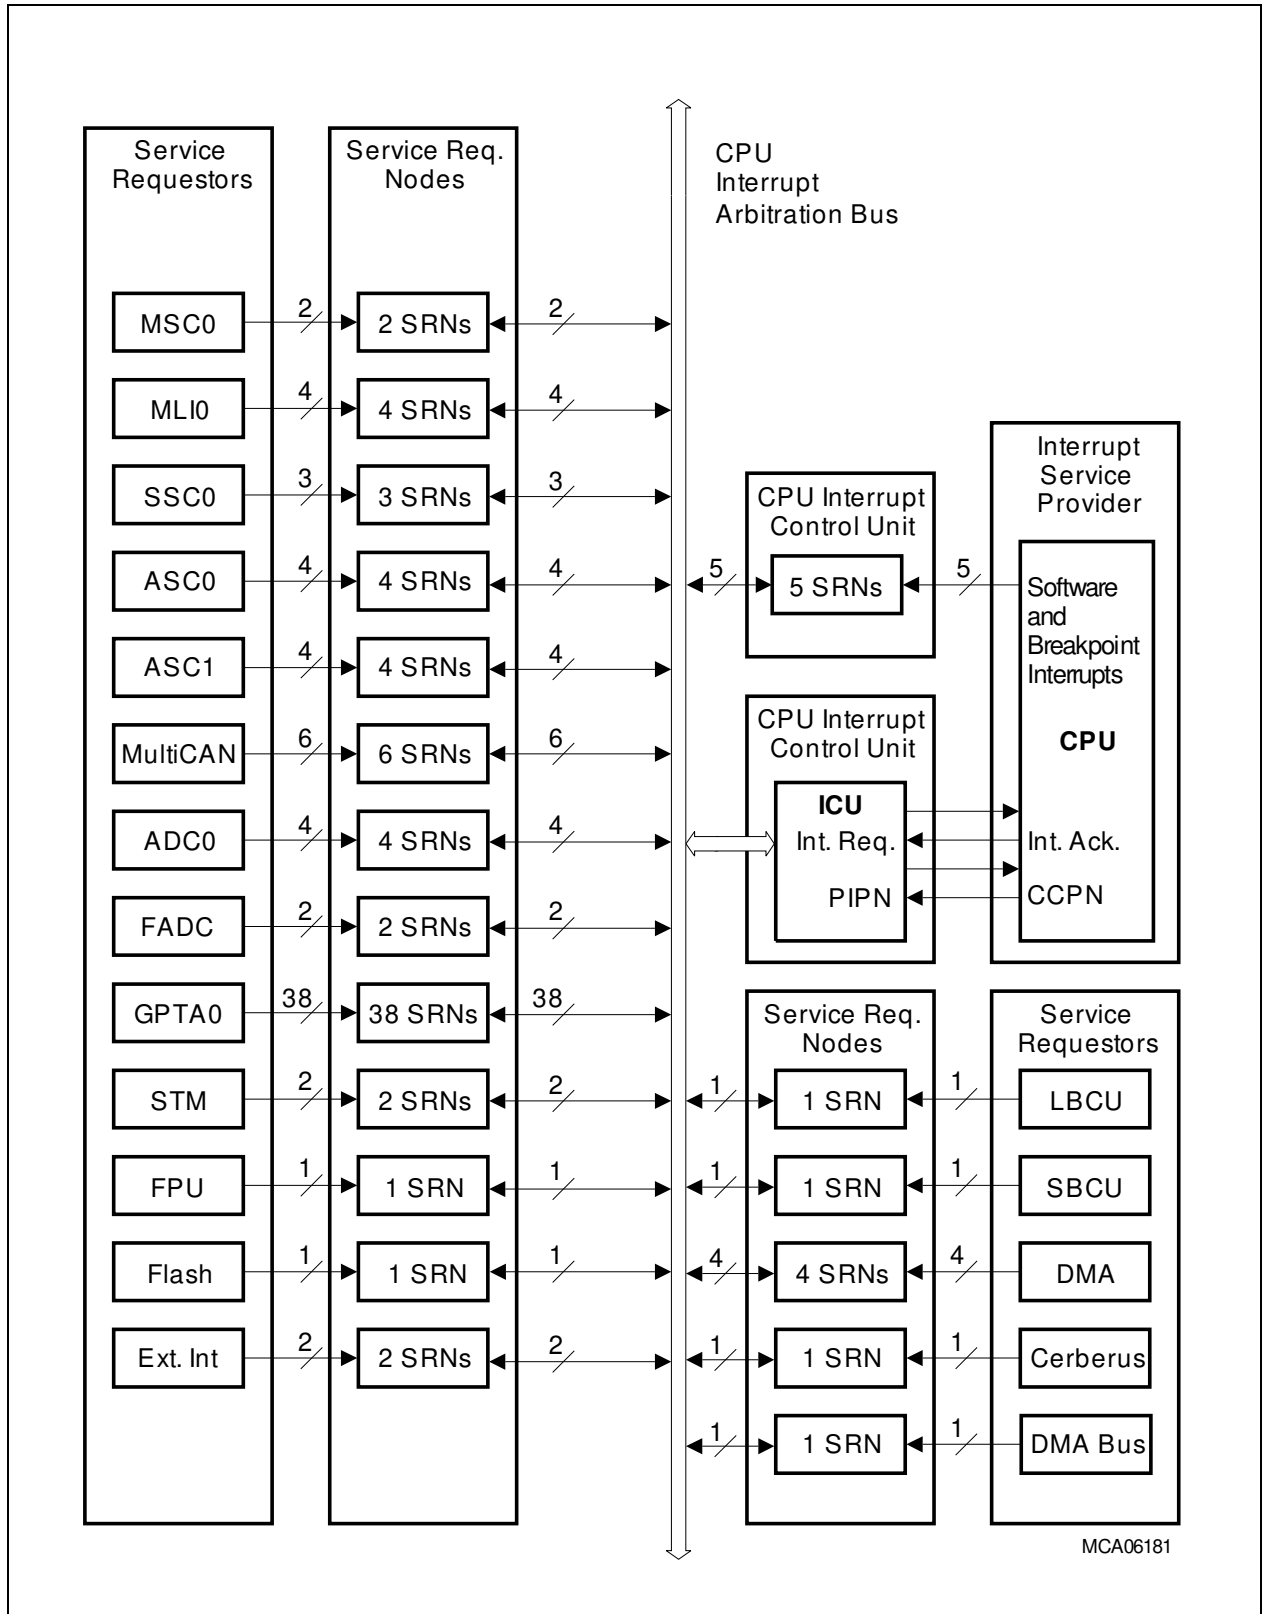 Service
Requestors
Service Req.
Nodes
CPU
Interrupt
Arbitration Bus
MSC0
2
2 SRNs
2
MLI0
4
4 SRNs
4
SSC0
3
3 SRNs
3
ASC0
4
4 SRNs
4
ASC1
4
4 SRNs
4
MultiCAN
6
6 SRNs
6
ADC0
4
4 SRNs
4
FADC
2
2 SRNs
2
GPTA0
38
38 SRNs
38
STM
2
2 SRNs
2
FPU
1
1 SRN
1
Flash
1
1 SRN
1
Ext. Int
2
2 SRNs
2
CPU Interrupt
Control Unit
5
5 SRNs
5
Interrupt
Service
Provider
Software
and
Breakpoint
Interrupts
CPU
CPU Interrupt
Control Unit
ICU
Int. Req.
Int. Ack.
PIPN
CCPN
Service Req.
Nodes
Service
Requestors
1
1 SRN
1
LBCU
1
1 SRN
1
SBCU
4
4 SRNs
4
DMA
1
1 SRN
1
Cerberus
1
1 SRN
1
DMA Bus
MCA06181